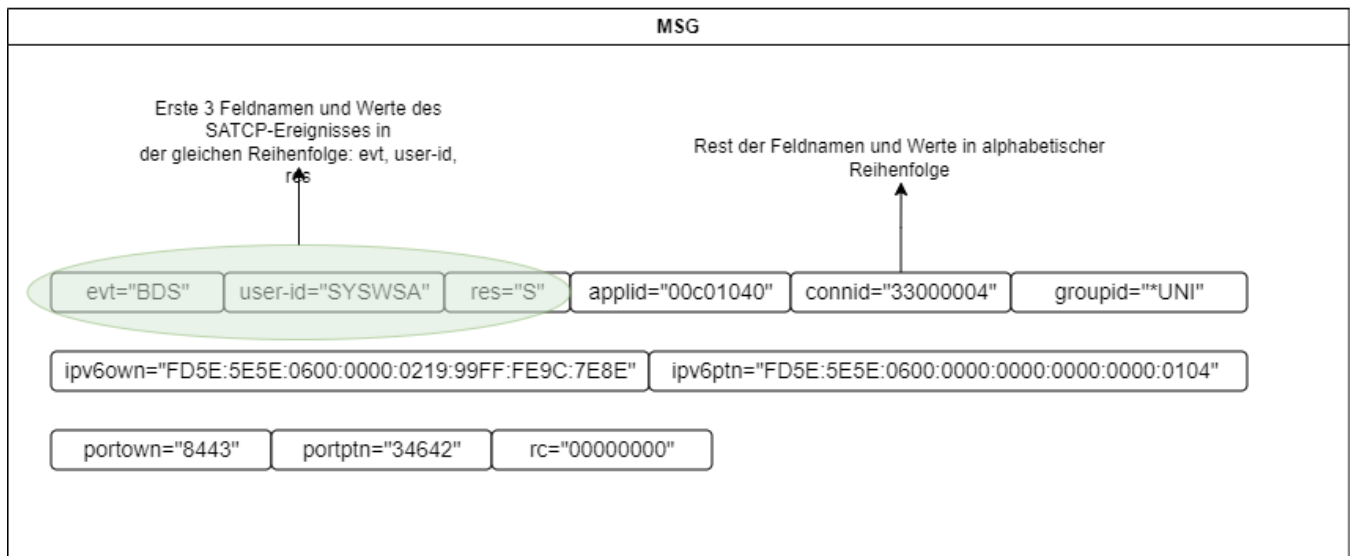 MSG
Erste 3 Feldnamen und Werte des
SATCP-Ereignisses in
der gleichen Reihenfolge: evt, user-id,
res
Rest der Feldnamen und Werte in alphabetischer
Reihenfolge
evt="BDS" user-id="SYSWSA" res="S" applid="00c01040" connid="33000004" groupid="*UNI"
ipv6own="FD5E:5E5E:0600:0000:0219:99FF:FE9C:7E8E" ipv6ptn="FD5E:5E5E:0600:0000:0000:0000:0000:0104"
portown="8443" portptn="34642" rc="00000000"